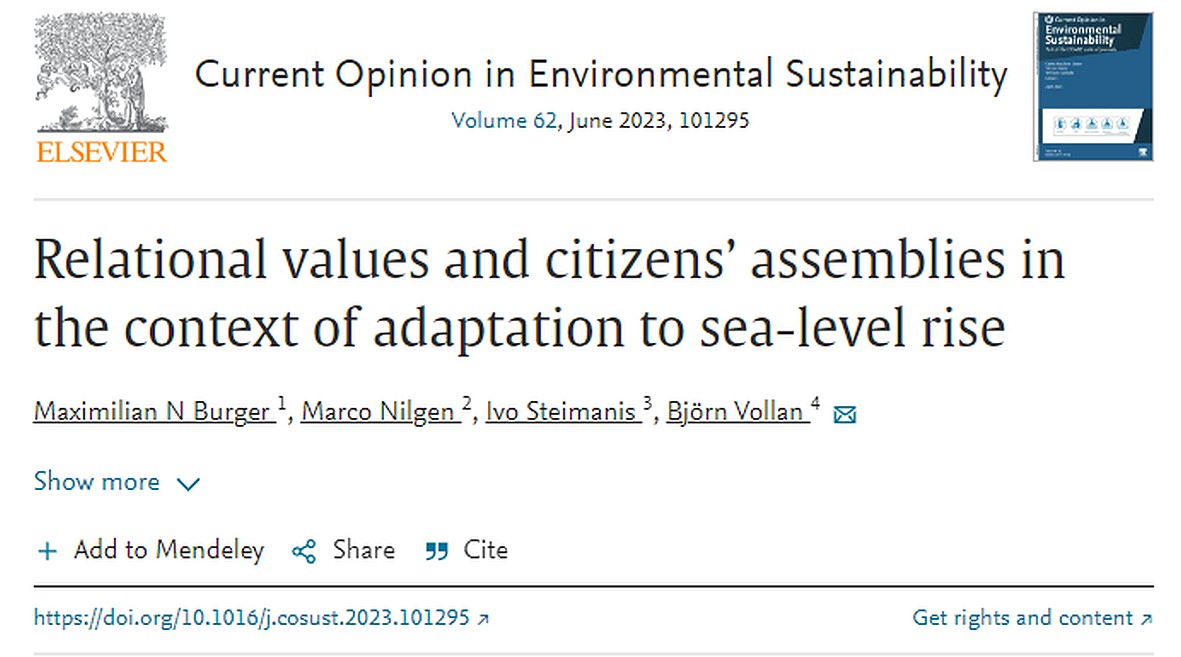 Current Opinion in Environmental Sustainability
Volume 62, June 2023, 101295
ELSEVIER
Current Opinion in
Environmental
Sustainability
Relational values and citizens’ assemblies in
the context of adaptation to sea-level rise
Maximilian N Burger 1, Marco Nilgen 2, Ivo Steimanis 3, Björn Vollan 4
Show more
+ Add to Mendeley Share Cite
https://doi.org/10.1016/j.cosust.2023.101295 ↗ Get rights and content ↗